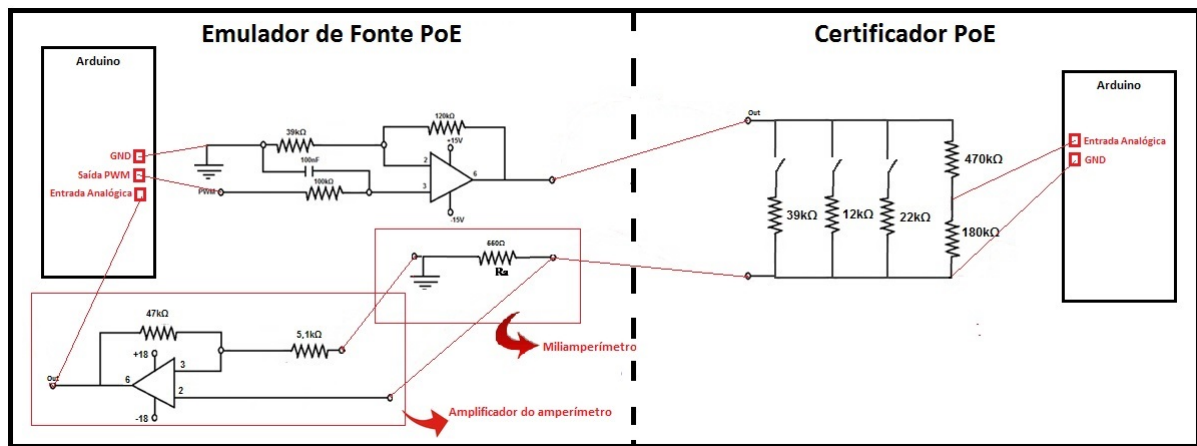 Emulador de Fonte PoE
Certificador PoE
Arduino
GND
Saída PWM
Entrada Analógica
39kΩ
100nF
100kΩ
PWM
120kΩ
+15V
2
3
6
-15V
Out
39kΩ
12kΩ
22kΩ
470kΩ
180kΩ
Arduino
Entrada Analógica
GND
660Ω
Ra
Miliamperímetro
47kΩ
5,1kΩ
+18
3
6
2
-18
Out
Amplificador do amperímetro